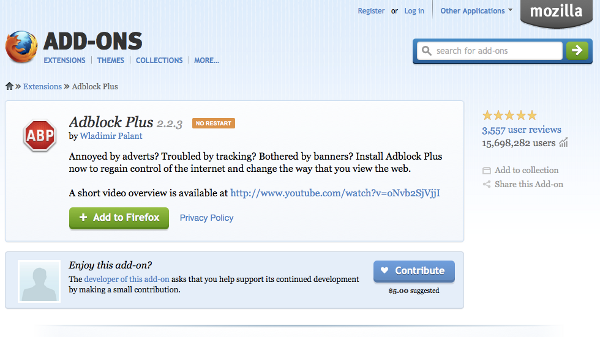 Register or Log in Other Applications mozilla
ADD-ONS
EXTENSIONS THEMES COLLECTIONS MORE...
search for add-ons
Extensions » Adblock Plus
ABP
Adblock Plus 2.2.3 NO RESTART
by Wladimir Palant
Annoyed by adverts? Troubled by tracking? Bothered by banners? Install Adblock Plus
now to regain control of the internet and change the way that you view the web.
A short video overview is available at http://www.youtube.com/watch?v=oNvb2SjVjjI
+ Add to Firefox Privacy Policy
3,557 user reviews
15,698,282 users
Add to collection
Share this Add-on
Enjoy this add-on?
The developer of this add-on asks that you help support its continued development
by making a small contribution.
Contribute
$5.00 suggested